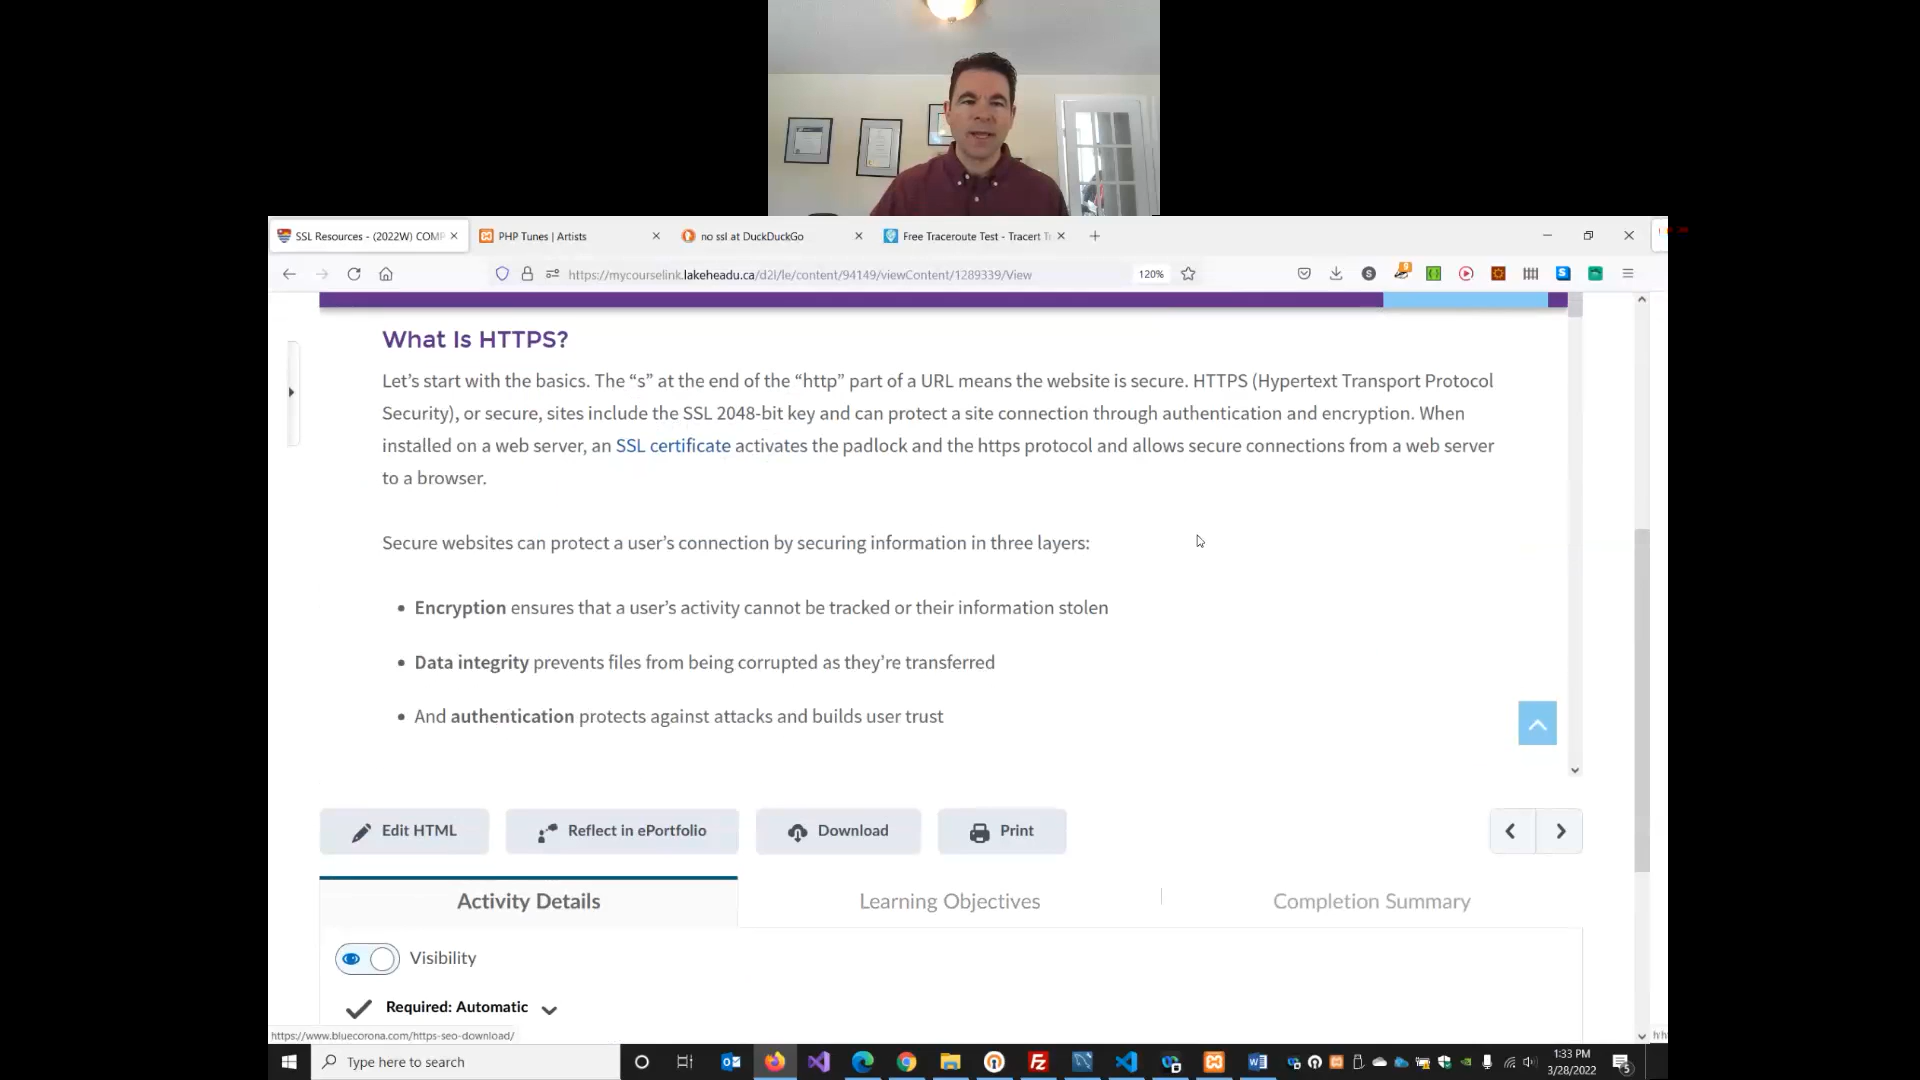 SSL Resources - (2022W) COMP
PHP Tunes | Artists
no ssl at DuckDuckGo
Free Traceroute Test - Tracert Tr
https://mycourselink.lakeheadu.ca/d2l/le/content/94149/viewContent/1289339/View
120%
What Is HTTPS?
Let’s start with the basics. The “s” at the end of the “http” part of a URL means the website is secure. HTTPS (Hypertext Transport Protocol
Security), or secure, sites include the SSL 2048-bit key and can protect a site connection through authentication and encryption. When
installed on a web server, an SSL certificate activates the padlock and the https protocol and allows secure connections from a web server
to a browser.
Secure websites can protect a user’s connection by securing information in three layers:
• Encryption ensures that a user’s activity cannot be tracked or their information stolen
• Data integrity prevents files from being corrupted as they’re transferred
• And authentication protects against attacks and builds user trust
Edit HTML
Reflect in ePortfolio
Download
Print
Activity Details
Learning Objectives
Completion Summary
Visibility
Required: Automatic
https://www.bluecorona.com/https-seo-download/
Type here to search
1:33 PM
3/28/2022